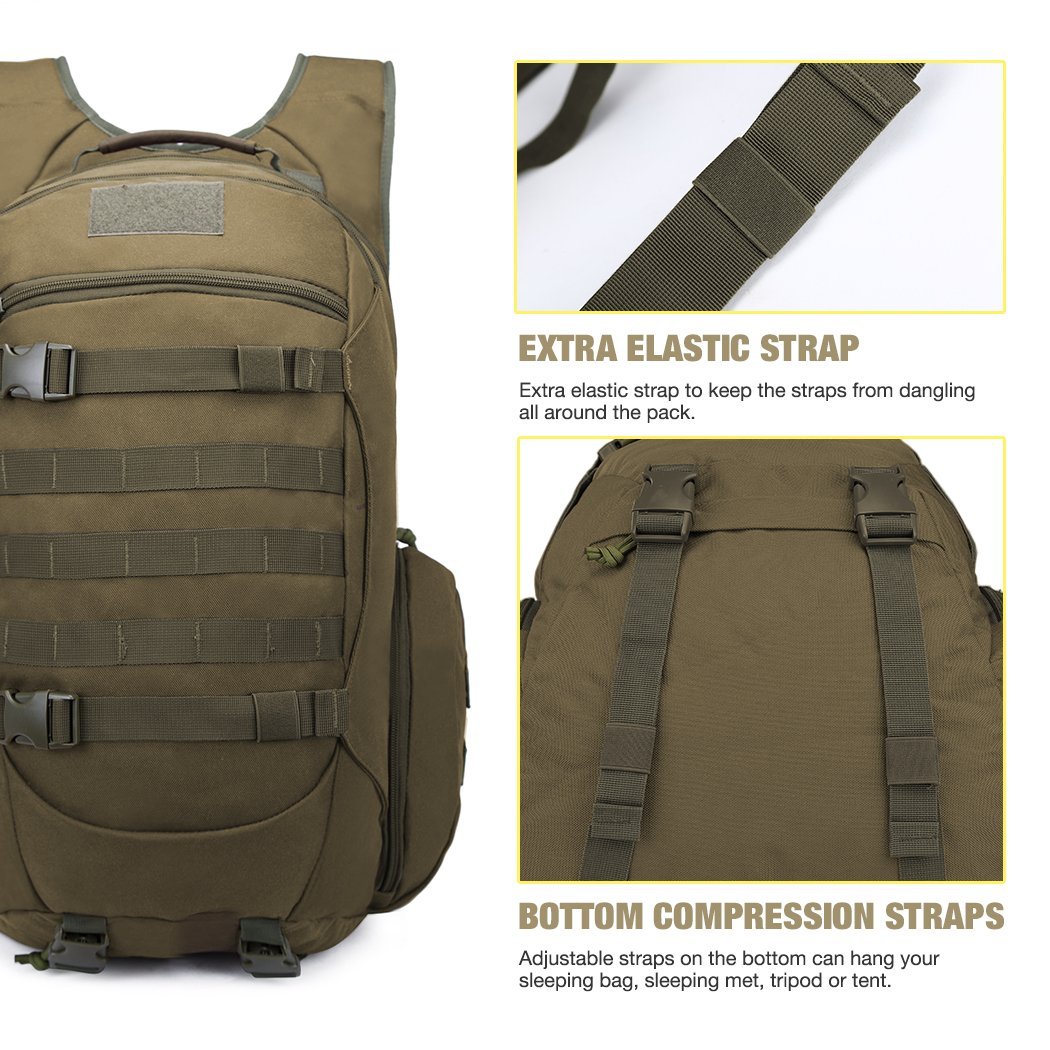 EXTRA ELASTIC STRAP
Extra elastic strap to keep the straps from dangling
all around the pack.
BOTTOM COMPRESSION STRAPS
Adjustable straps on the bottom can hang your
sleeping bag, sleeping met, tripod or tent.